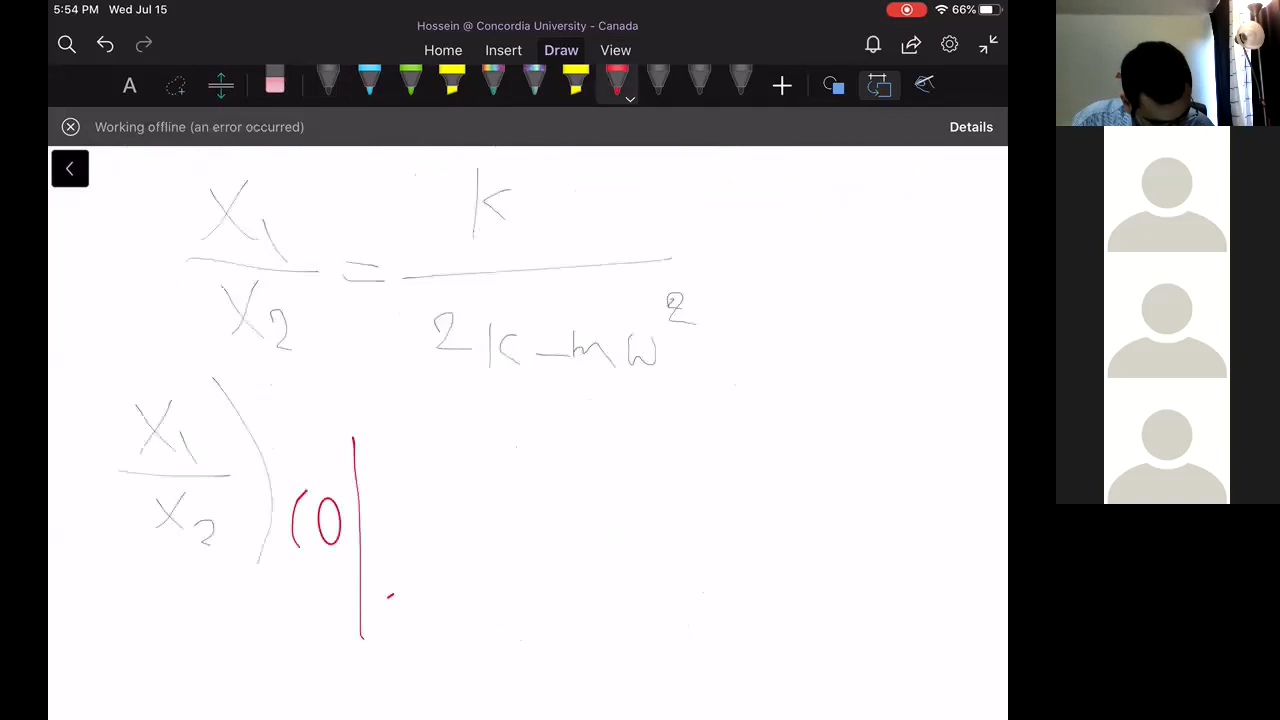 5:54 PM Wed Jul 15
66%
Hossein @ Concordia University - Canada
Home Insert Draw View
A
Working offline (an error occurred)
Details
X₁/X₂ = k/(2k - mω²)
X₁/X₂) (0|